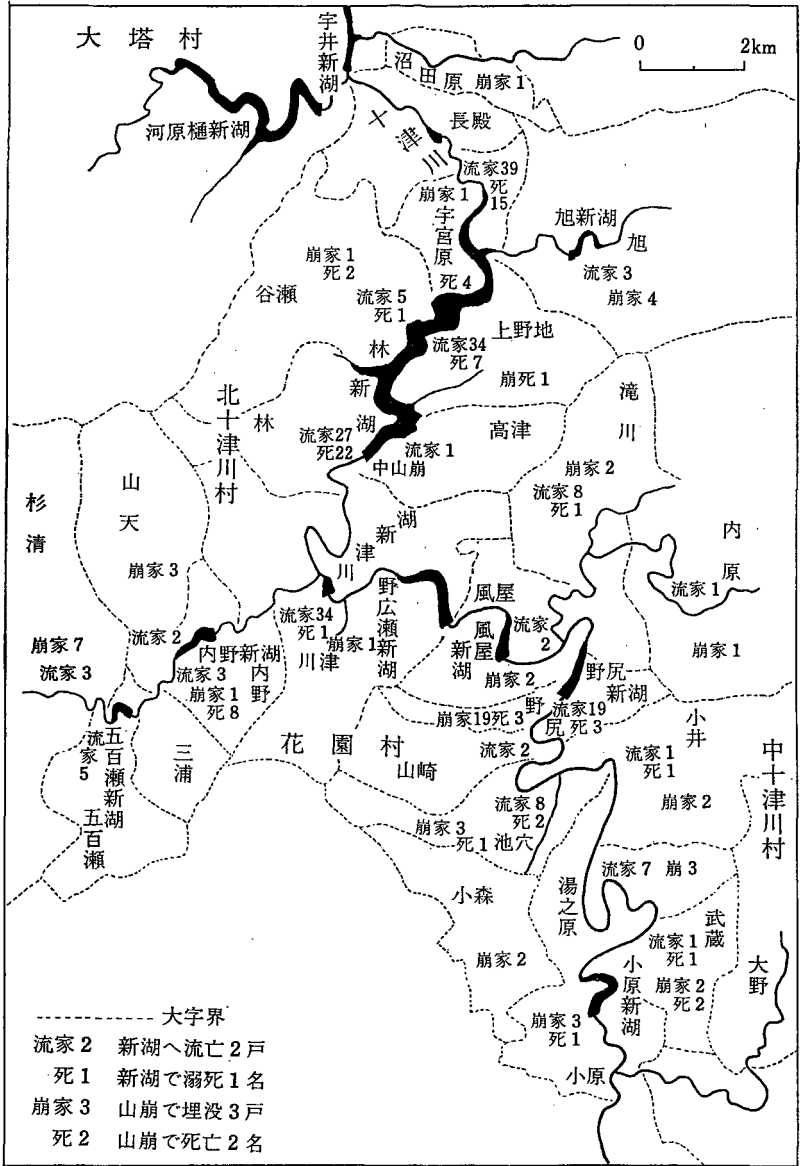 大塔村
宇井新湖
0 2km
沼田原 崩家1
河原樋新湖
十津川
長殿
流家39
死15
崩家1
宇宮原
旭新湖
旭
流家3
崩家4
崩家1
死2
谷瀬
死4
流家5
死1
上野地
流家34
死7
崩死1
林新湖
北十津川村
林
流家27
死22
流家1
中山崩
高津
滝川
崩家2
流家8
死1
杉清
山天
崩家3
内原
流家1
崩家1
川津新湖
野広瀬新湖
風屋
風屋新湖
流家2
崩家2
流家34
死1
崩家1
川津
崩家7
流家3
流家2
内野新湖
流家3
崩家1
死8
内野
野尻新湖
野尻
流家19
死3
崩家19死3
流家2
小井
流家1
死1
崩家2
中十津川村
五百瀬新湖
流家5
五百瀬
三浦
花園村
山崎
流家8
死2
崩家3
死1
池穴
流家7 崩3
湯之原
小森
崩家2
武蔵
流家1
死1
崩家2
死2
大野
小原新湖
崩家3
死1
小原
大字界
流家2 新湖へ流亡2戸
死1 新湖で溺死1名
崩家3 山崩で埋没3戸
死2 山崩で死亡2名